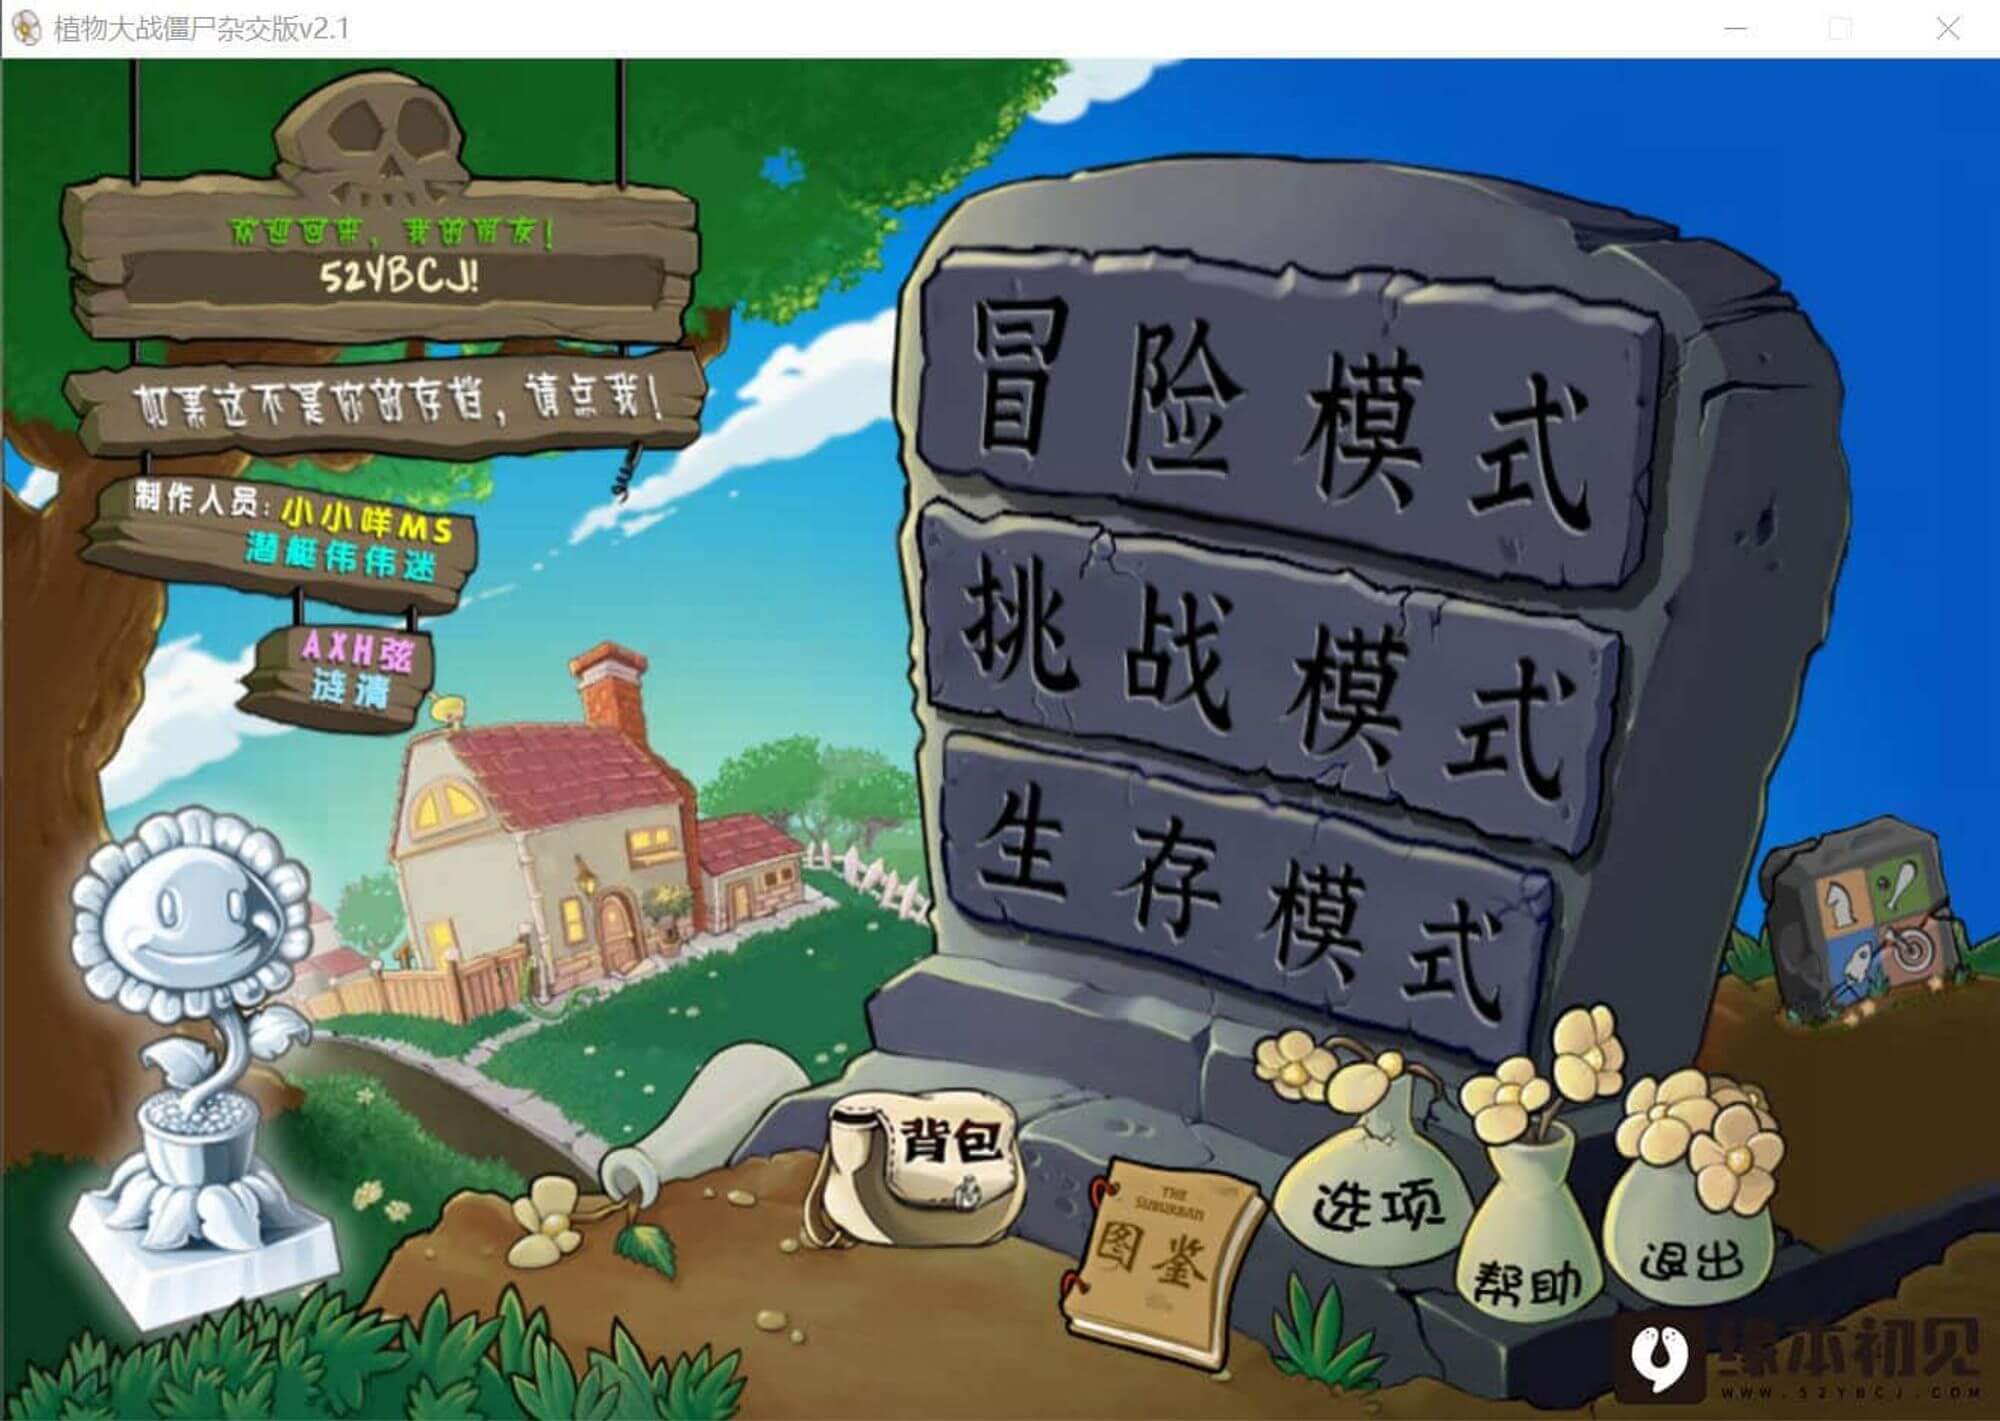 植物大战僵尸杂交版v2.1
欢迎回来，我的朋友！
52YBCJ!
如果这不是你的存档，请点我！
制作人员：小小咩MS
潜艇伟伟迷
AXH弦
涟漪
冒险模式
挑战模式
生存模式
背包
THE
SUBURBAN
图鉴
选项
帮助
退出
缘本初见
WWW.52YBCJ.COM